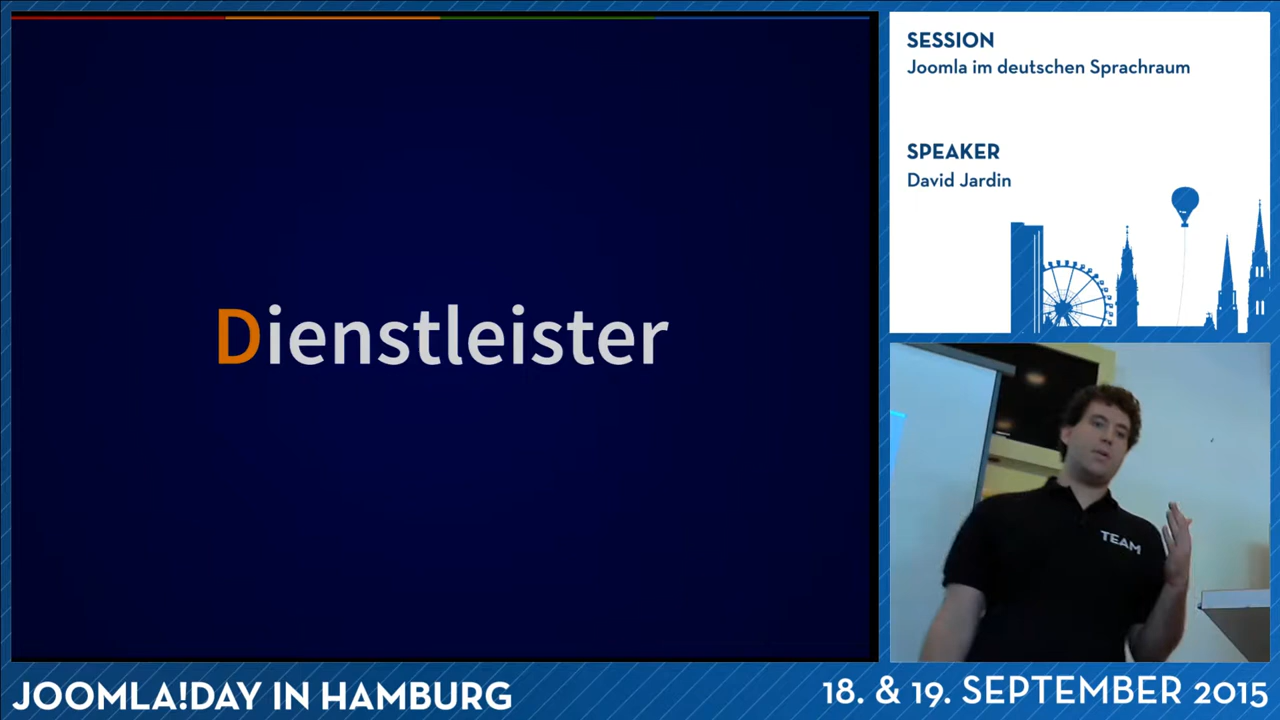 Dienstleister
SESSION
Joomla im deutschen Sprachraum
SPEAKER
David Jardin
TEAM
JOOMLA!DAY IN HAMBURG
18. & 19. SEPTEMBER 2015